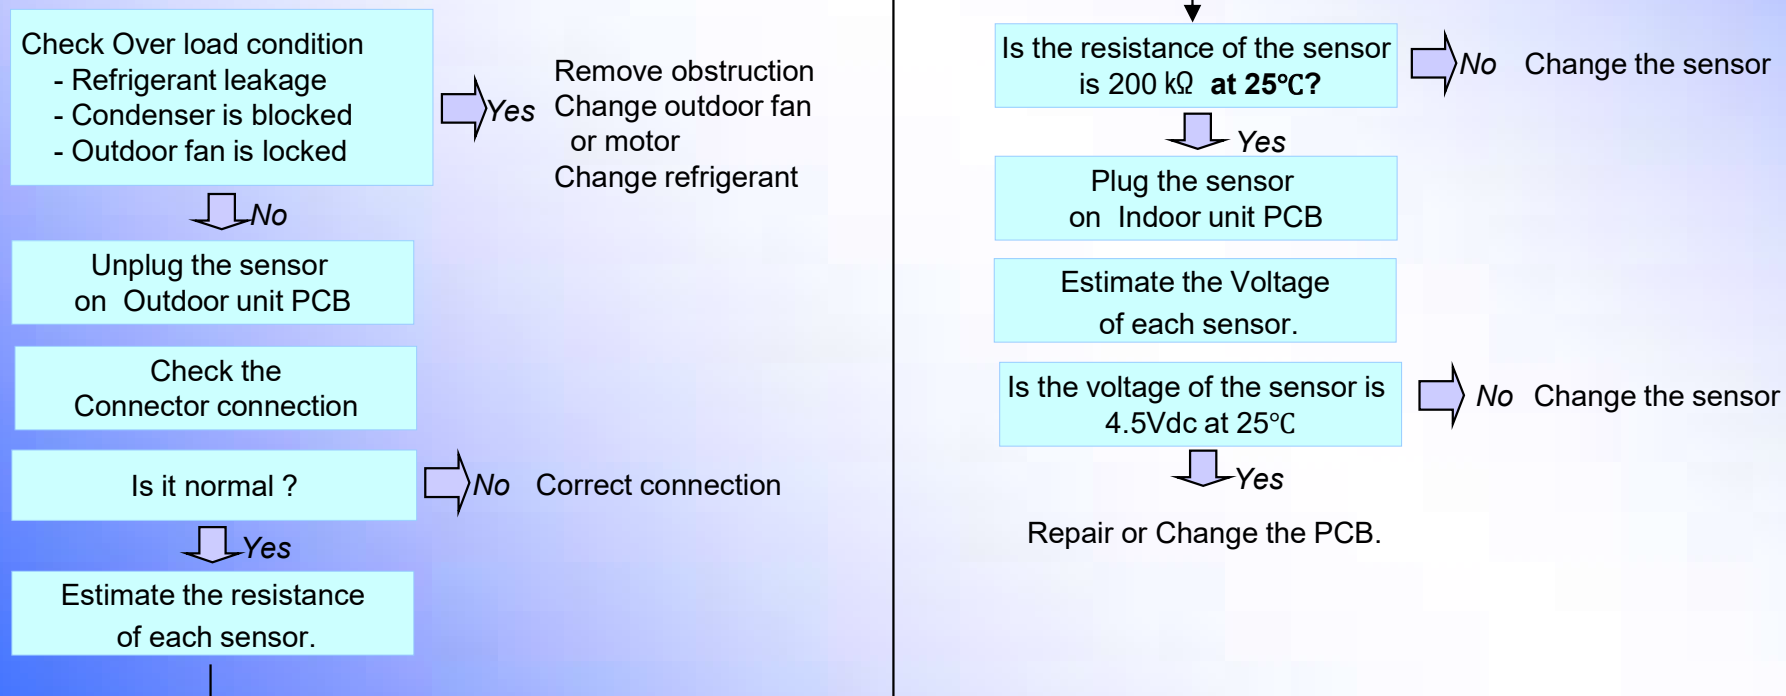 Check Over load condition
- Refrigerant leakage
- Condenser is blocked
- Outdoor fan is locked
Yes
Remove obstruction
Change outdoor fan
or motor
Change refrigerant
No
Unplug the sensor
on Outdoor unit PCB
Check the
Connector connection
Is it normal ?
No Correct connection
Yes
Estimate the resistance
of each sensor.
Is the resistance of the sensor
is 200 kΩ at 25℃?
No Change the sensor
Yes
Plug the sensor
on Indoor unit PCB
Estimate the Voltage
of each sensor.
Is the voltage of the sensor is
4.5Vdc at 25℃
No Change the sensor
Yes
Repair or Change the PCB.